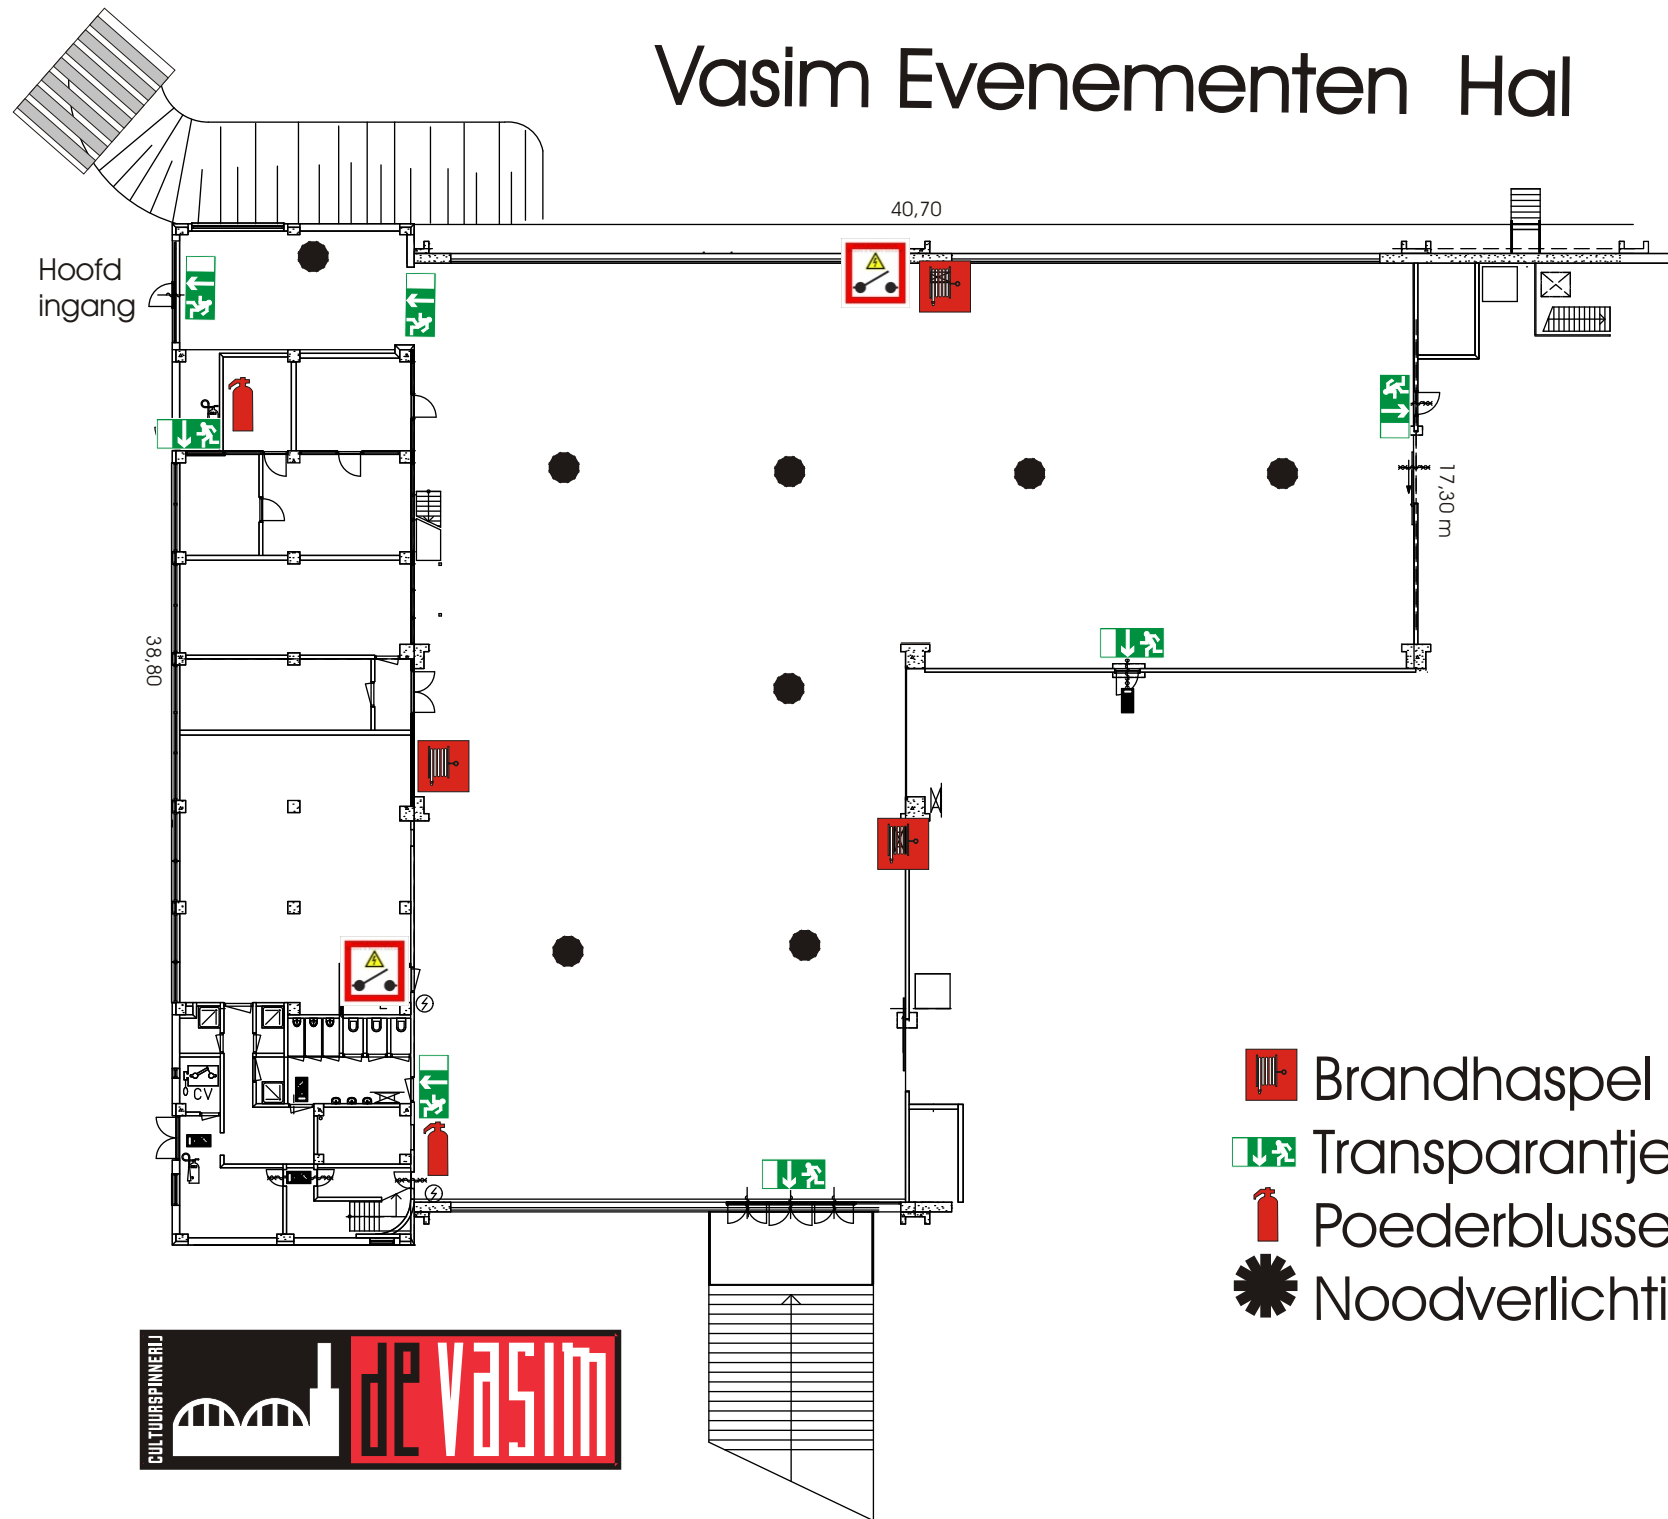 Vasim Evenementen Hal
40,70
Hoofd
ingang
17,30 m
38,80
CV
Brandhaspel
Transparantje
Poederblusse
Noodverlichti
CULTUURSPINNERIJ
de vasim